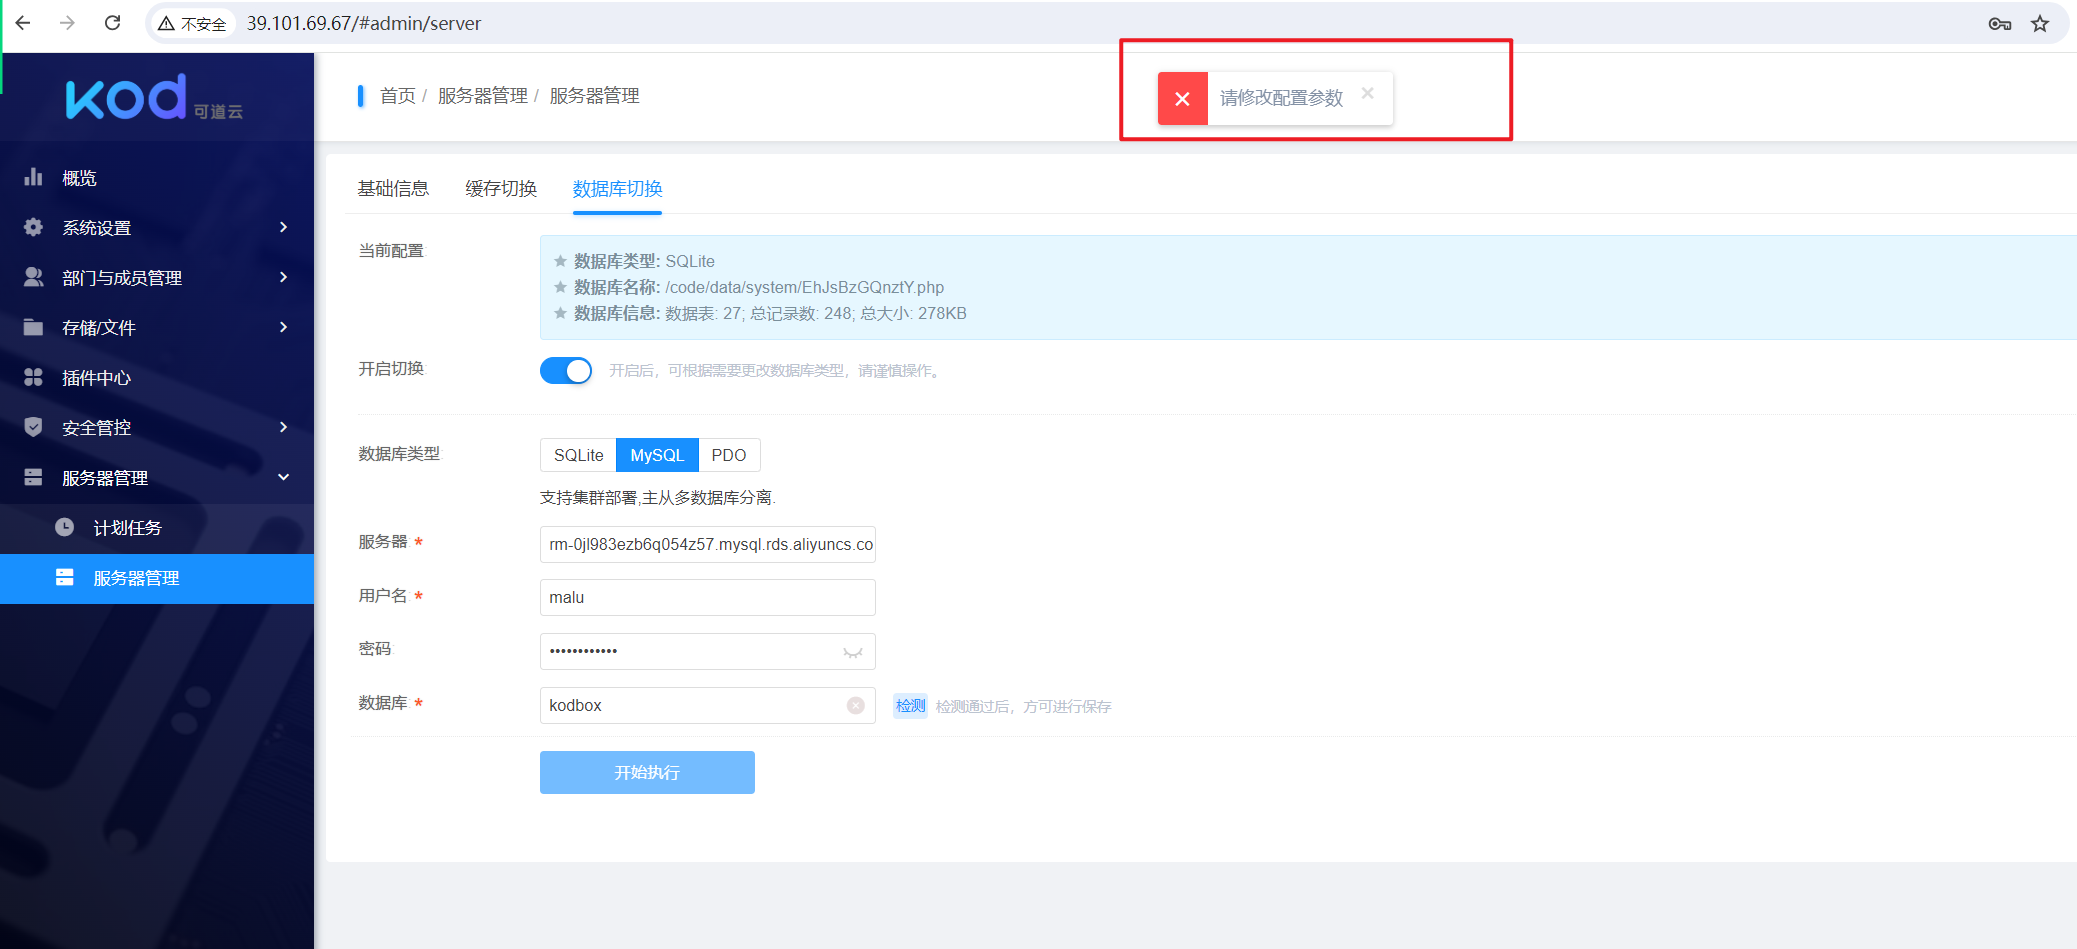 不安全 39.101.69.67/#admin/server
kod 可道云
首页 / 服务器管理 / 服务器管理
请修改配置参数
概览
系统设置
部门与成员管理
存储/文件
插件中心
安全管控
服务器管理
计划任务
服务器管理
基础信息 缓存切换 数据库切换
当前配置:
数据库类型: SQLite
数据库名称: /code/data/system/EhJsBzGQnztY.php
数据库信息: 数据表: 27; 总记录数: 248; 总大小: 278KB
开启切换: 开启后，可根据需要更改数据库类型，请谨慎操作。
数据库类型: SQLite MySQL PDO
支持集群部署,主从多数据库分离.
服务器 * rm-0jl983ezb6q054z57.mysql.rds.aliyuncs.co
用户名: * malu
密码: ••••••••••••
数据库: * kodbox 检测 检测通过后，方可进行保存
开始执行